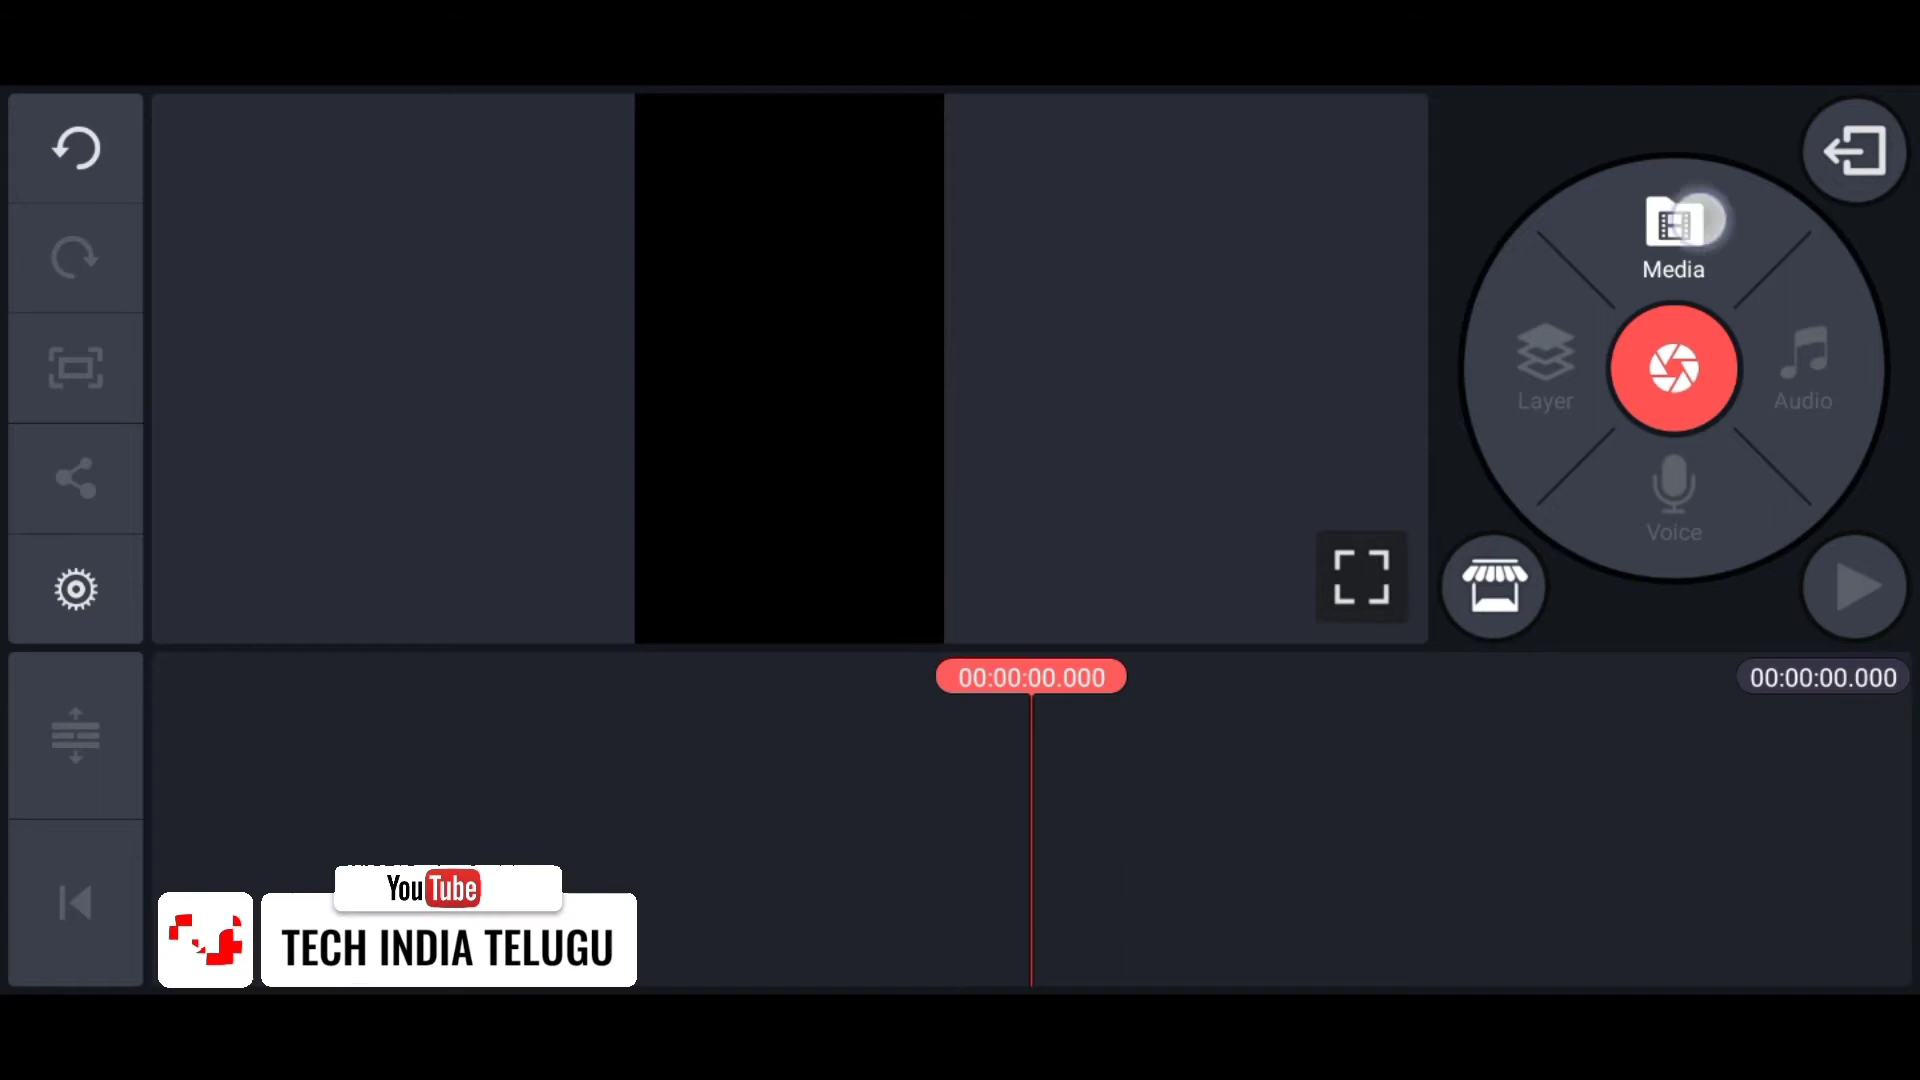 Media
Layer
Audio
Voice
00:00:00.000
00:00:00.000
YouTube
TECH INDIA TELUGU